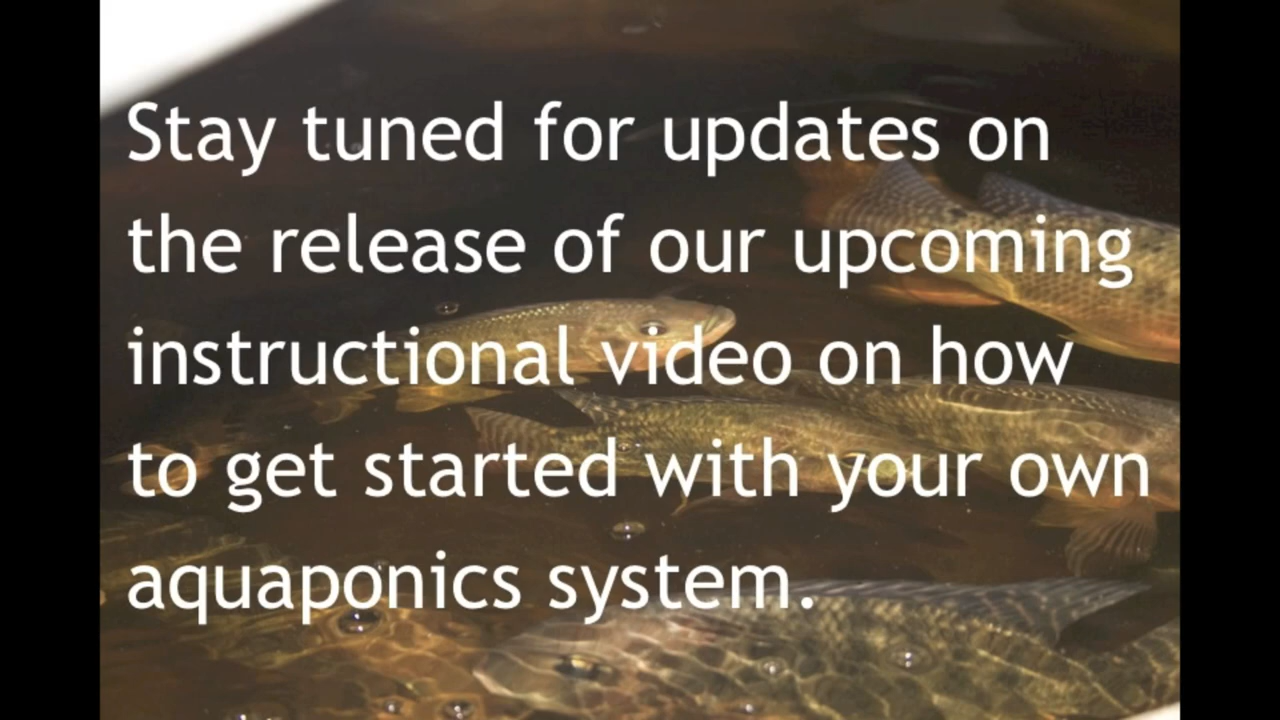 Stay tuned for updates on
the release of our upcoming
instructional video on how
to get started with your own
aquaponics system.